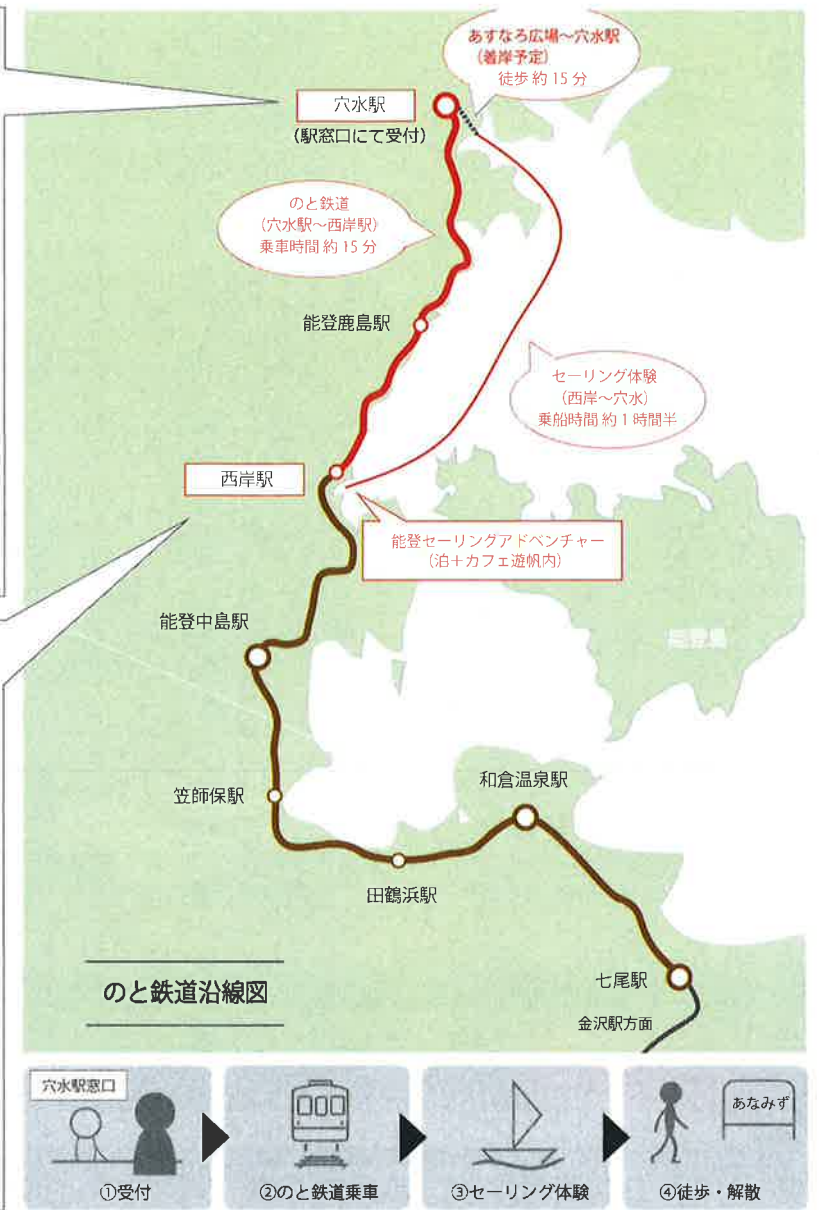 あすなろ広場～穴水駅
(着岸予定)
徒歩 約15分
穴水駅
(駅窓口にて受付)
のと鉄道
(穴水駅～西岸駅)
乗車時間 約15分
能登鹿島駅
セーリング体験
(西岸～穴水)
乗船時間 約1時間半
西岸駅
能登セーリングアドベンチャー
(泊＋カフェ遊帆内)
能登中島駅
能登島
笠師保駅
和倉温泉駅
田鶴浜駅
七尾駅
金沢駅方面
のと鉄道沿線図
穴水駅窓口
あなみず
①受付
②のと鉄道乗車
③セーリング体験
④徒歩・解散